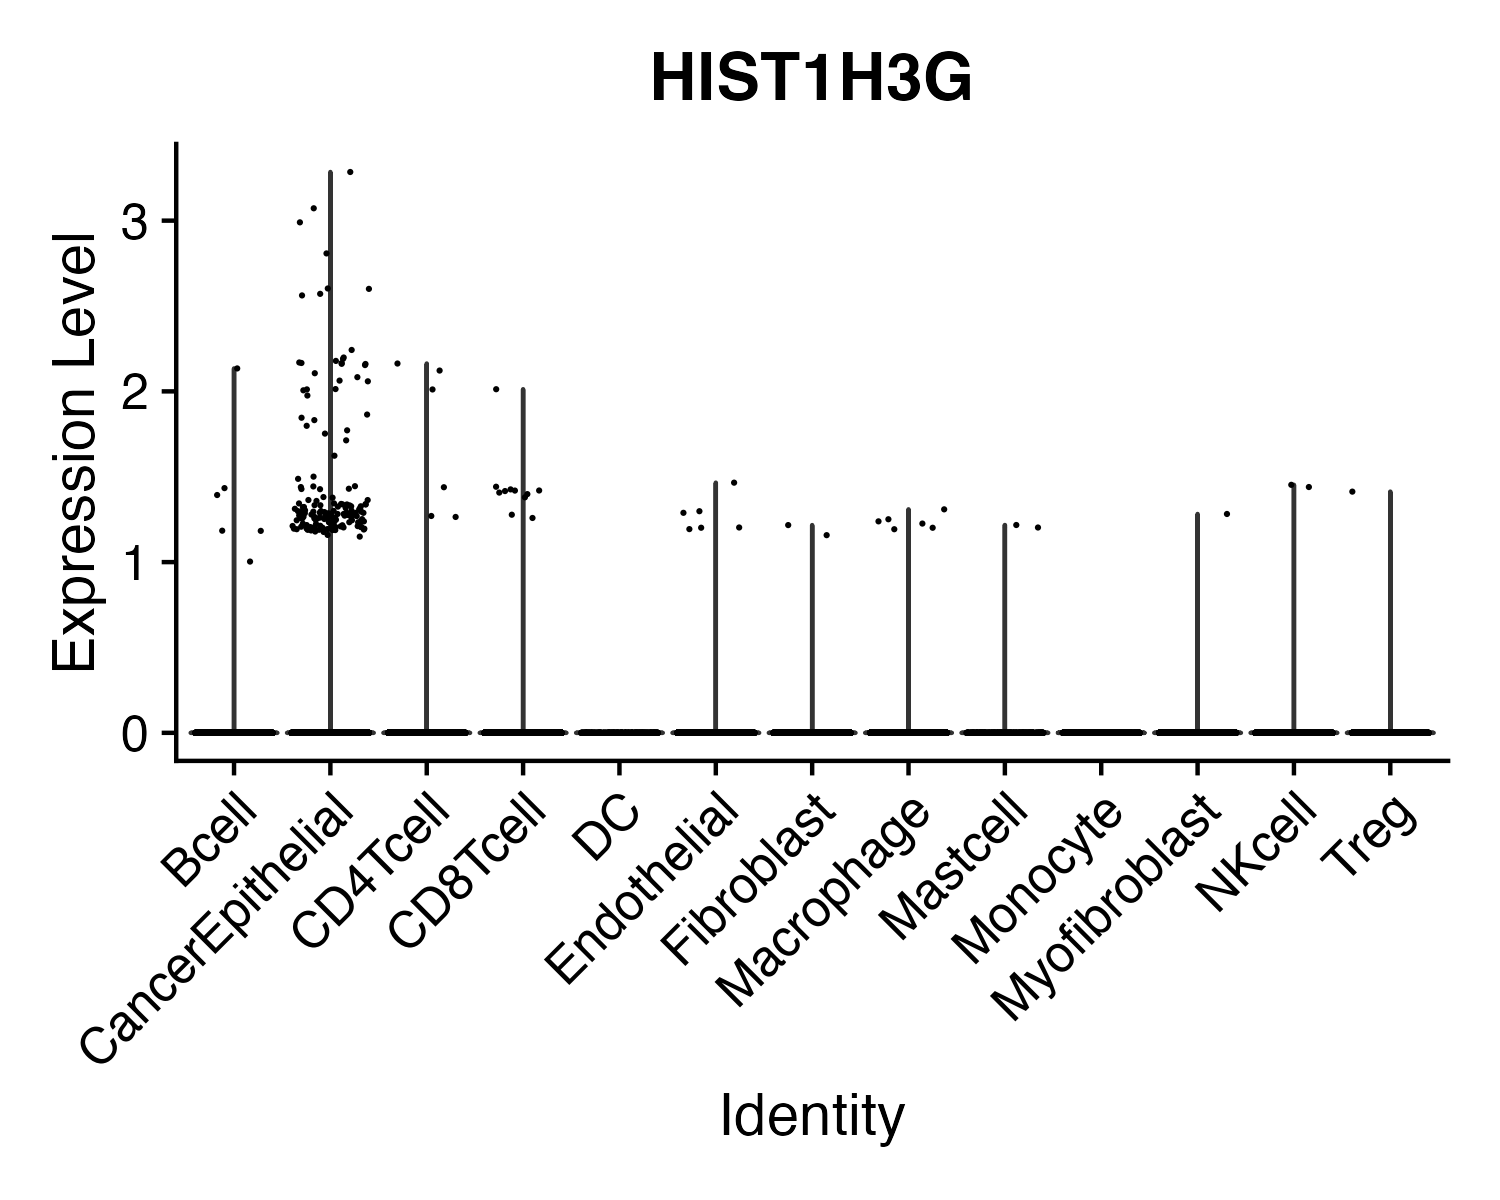 HIST1H3G
Expression Level
3
2
1
0
Bcell
CancerEpithelial
CD4Tcell
CD8Tcell
DC
Endothelial
Fibroblast
Macrophage
Mastcell
Monocyte
Myofibroblast
NKcell
Treg
Identity